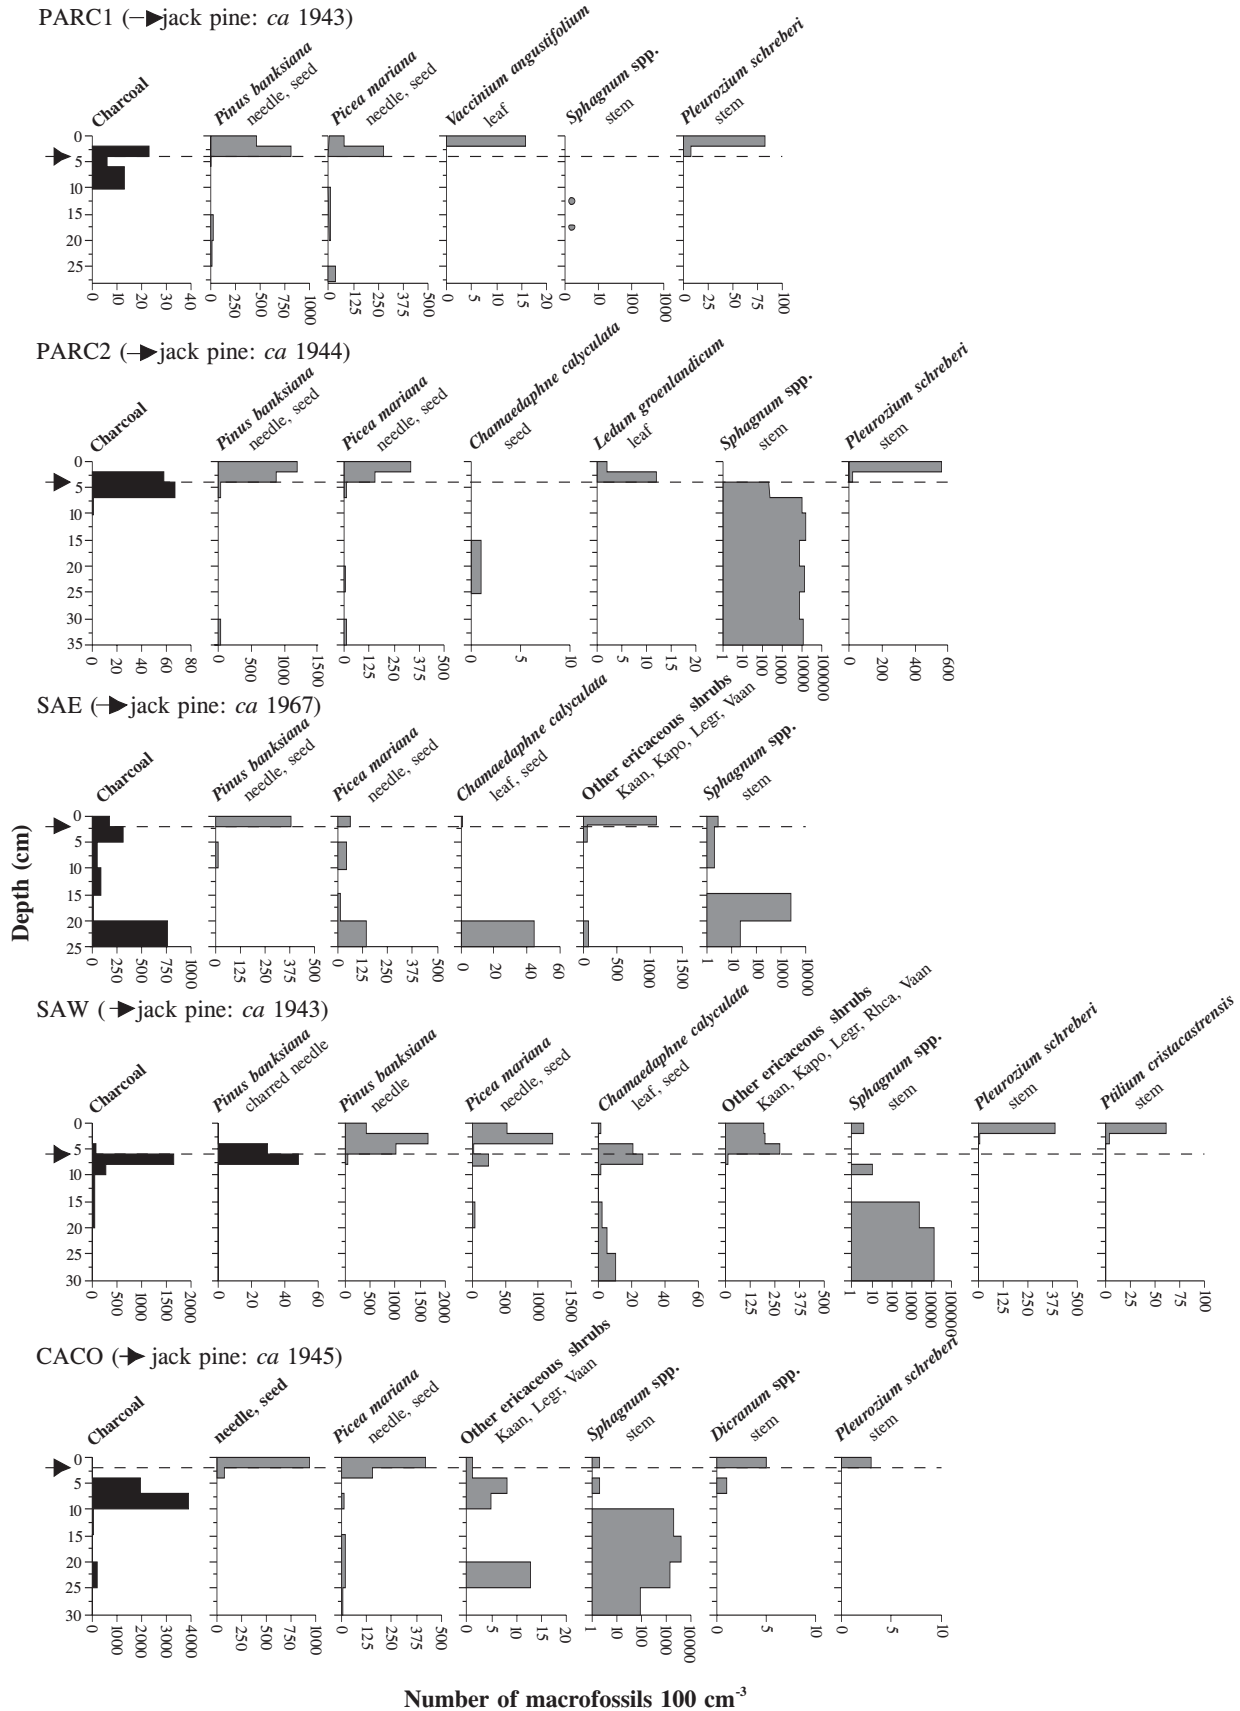 PARC1 (→jack pine: ca 1943)
Charcoal
Pinus banksiana
needle, seed
Picea mariana
needle, seed
Vaccinium angustifolium
leaf
Sphagnum spp.
stem
Pleurozium schreberi
stem
0
5
10
15
20
25
0 10 20 30 40
0 250 500 750 1000
0 125 250 375 500
0 5 10 15 20
0 10 100 1000
0 25 50 75 100
PARC2 (→jack pine: ca 1944)
Charcoal
Pinus banksiana
needle, seed
Picea mariana
needle, seed
Chamaedaphne calyculata
seed
Ledum groenlandicum
leaf
Sphagnum spp.
stem
Pleurozium schreberi
stem
0
5
10
15
20
25
30
35
0 20 40 60 80
0 500 1000 1500
0 125 250 375 500
0 5 10
0 5 10 15 20
1 10 100 1000 10000 100000
0 200 400 600
SAE (→jack pine: ca 1967)
Charcoal
Pinus banksiana
needle, seed
Picea mariana
needle, seed
Chamaedaphne calyculata
leaf, seed
Other ericaceous shrubs
Kaan, Kapo, Legr, Vaan
Sphagnum spp.
stem
Depth (cm)
0
5
10
15
20
25
0 250 500 750 1000
0 125 250 375 500
0 125 250 375 500
0 20 40 60
0 500 1000 1500
1 10 100 1000 10000
SAW (→jack pine: ca 1943)
Charcoal
Pinus banksiana
charred needle
Pinus banksiana
needle
Picea mariana
needle, seed
Chamaedaphne calyculata
leaf, seed
Other ericaceous shrubs
Kaan, Kapo, Legr, Rhca, Vaan
Sphagnum spp.
stem
Pleurozium schreberi
stem
Ptilium cristacastrensis
stem
0
5
10
15
20
25
30
0 500 1000 1500 2000
0 20 40 60
0 500 1000 1500 2000
0 500 1000 1500
0 20 40 60
0 125 250 375 500
1 10 100 1000 10000 100000
0 125 250 375 500
0 25 50 75 100
CACO (→ jack pine: ca 1945)
Charcoal
needle, seed
Picea mariana
needle, seed
Other ericaceous shrubs
Kaan, Legr, Vaan
Sphagnum spp.
stem
Dicranum spp.
stem
Pleurozium schreberi
stem
0
5
10
15
20
25
30
0 1000 2000 3000 4000
0 250 500 750 1000
0 125 250 375 500
0 5 10 15 20
1 10 100 1000 10000
0 5 10
0 5 10
Number of macrofossils 100 cm⁻³